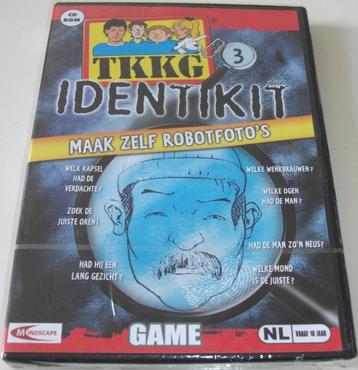 CD
ROM
TKKG
3
IDENTIKIT
MAAK ZELF ROBOTFOTO'S
WELK KAPSEL
HAD DE
VERDACHTE?
ZOEK DE
JUISTE OREN!
HAD HIJ EEN
LANG GEZICHT?
WELKE WENKBRAUWEN?
WELKE OGEN
HAD DE MAN?
HAD DE MAN ZO'N NEUS?
WELKE MOND
IS DE JUISTE?
MINDSCAPE
GAME
NL
VANAF 10 JAAR